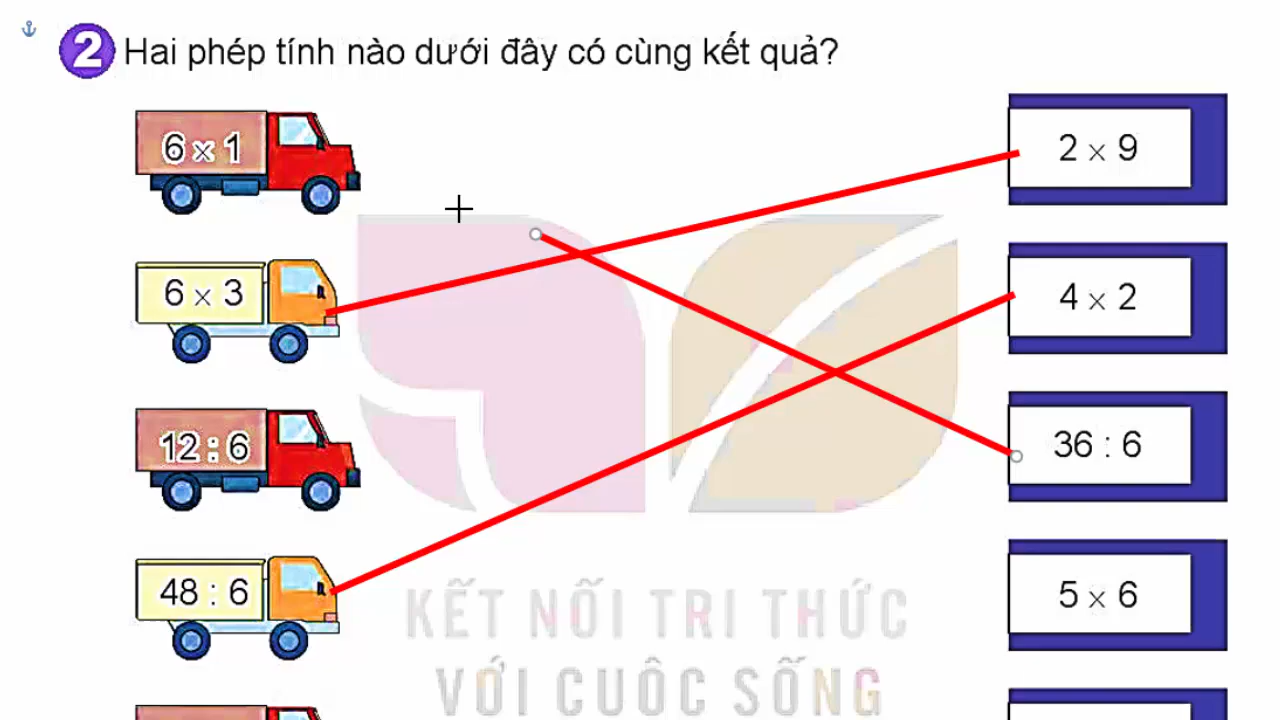 2 Hai phép tính nào dưới đây có cùng kết quả?
6 × 1
2 × 9
6 × 3
4 × 2
12 : 6
36 : 6
48 : 6
5 × 6
KẾT NỐI TRI THỨC
VỚI CUÔC SỐNG